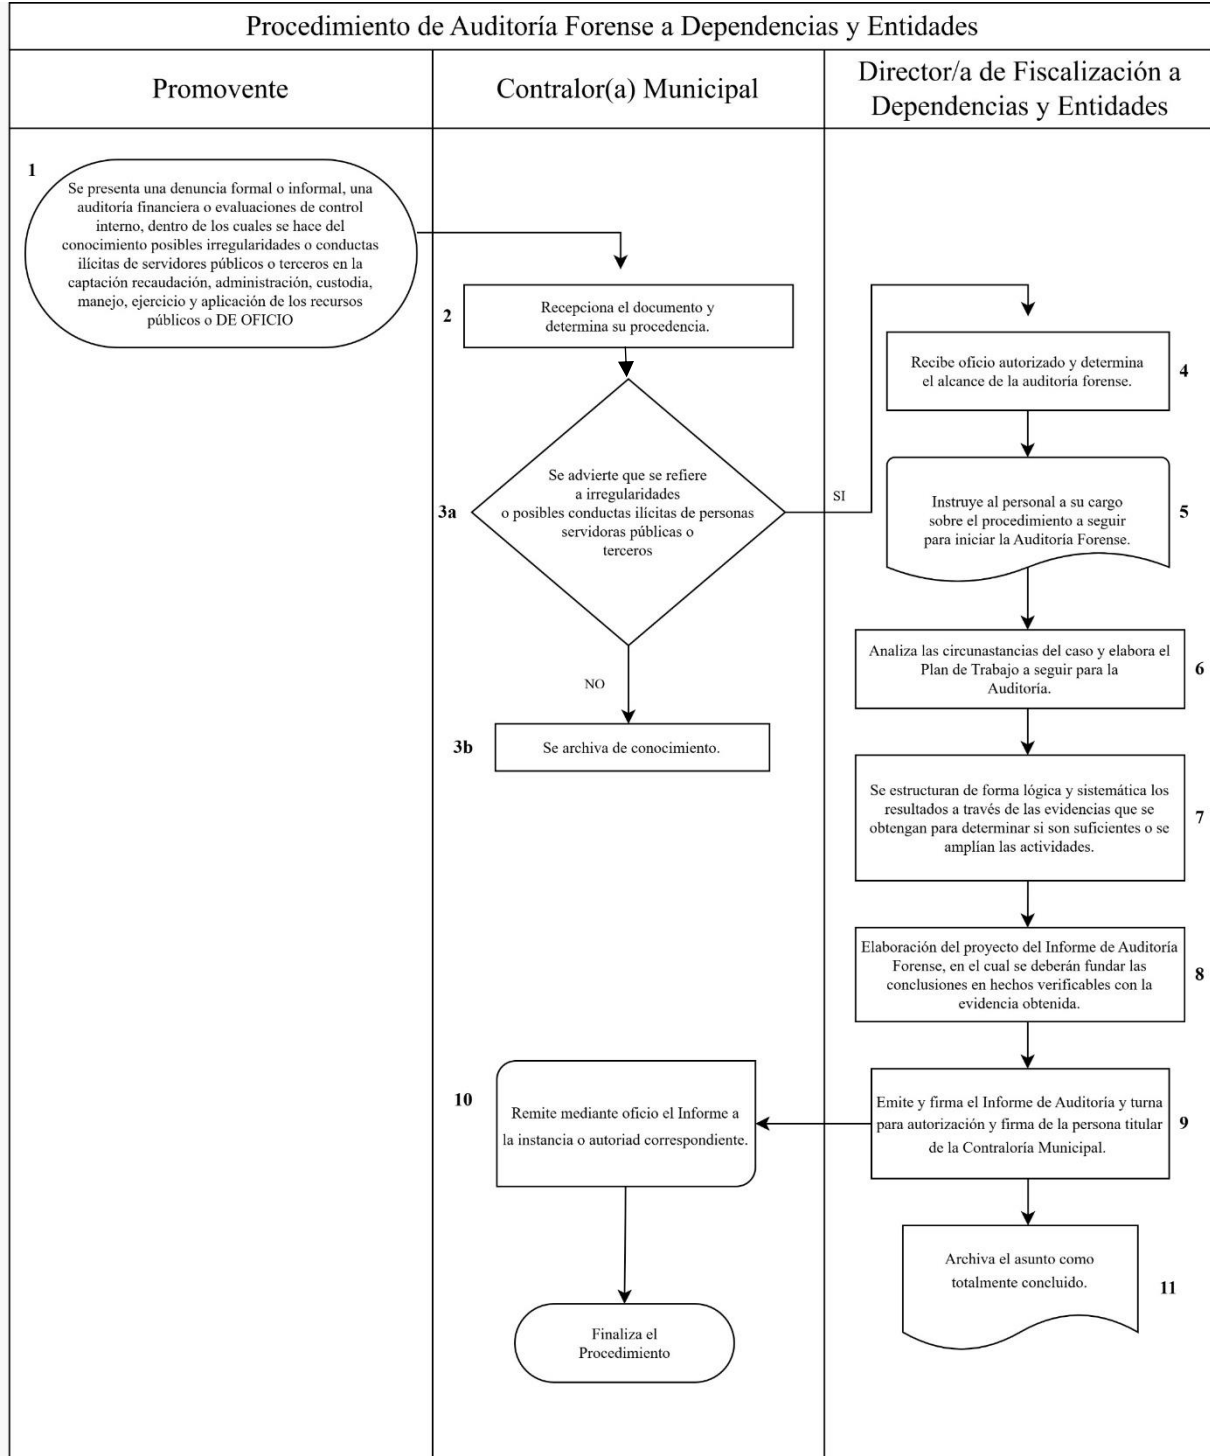 Procedimiento de Auditoría Forense a Dependencias y Entidades
Promovente
Contralor(a) Municipal
Director/a de Fiscalización a
Dependencias y Entidades
1
Se presenta una denuncia formal o informal, una
auditoría financiera o evaluaciones de control
interno, dentro de los cuales se hace del
conocimiento posibles irregularidades o conductas
ilícitas de servidores públicos o terceros en la
captación recaudación, administración, custodia,
manejo, ejercicio y aplicación de los recursos
públicos o DE OFICIO
2
Recepciona el documento y
determina su procedencia.
3a
Se advierte que se refiere
a irregularidades
o posibles conductas ilícitas de personas
servidoras públicas o
terceros
SI
NO
3b
Se archiva de conocimiento.
Recibe oficio autorizado y determina
el alcance de la auditoría forense.
4
Instruye al personal a su cargo
sobre el procedimiento a seguir
para iniciar la Auditoría Forense.
5
Analiza las circunastancias del caso y elabora el
Plan de Trabajo a seguir para la
Auditoría.
6
Se estructuran de forma lógica y sistemática los
resultados a través de las evidencias que se
obtengan para determinar si son suficientes o se
amplían las actividades.
7
Elaboración del proyecto del Informe de Auditoría
Forense, en el cual se deberán fundar las
conclusiones en hechos verificables con la
evidencia obtenida.
8
Emite y firma el Informe de Auditoría y turna
para autorización y firma de la persona titular
de la Contraloría Municipal.
9
10
Remite mediante oficio el Informe a
la instancia o autoriad correspondiente.
Archiva el asunto como
totalmente concluido.
11
Finaliza el
Procedimiento